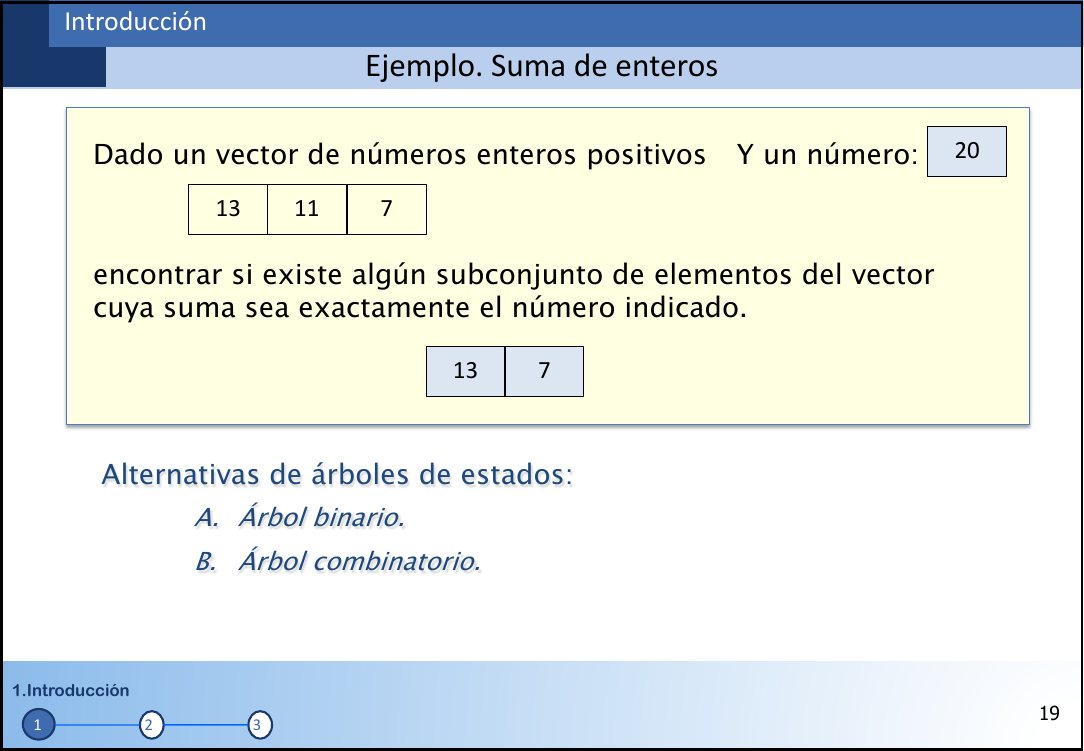 Introducción
Ejemplo. Suma de enteros
Dado un vector de números enteros positivos Y un número: 20
13 11 7
encontrar si existe algún subconjunto de elementos del vector
cuya suma sea exactamente el número indicado.
13 7
Alternativas de árboles de estados:
A. Árbol binario.
B. Árbol combinatorio.
1.Introducción
1 2 3
19